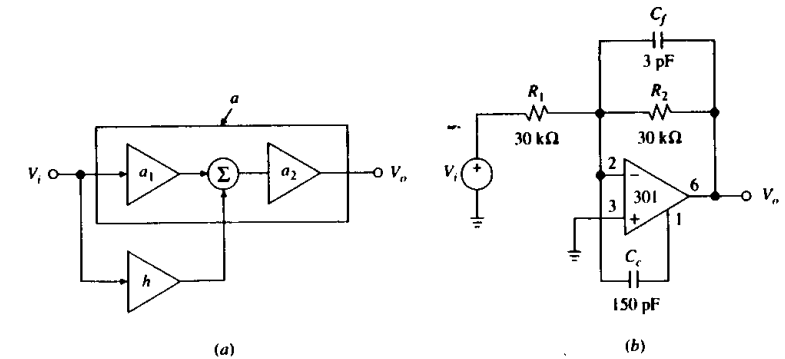 a
V_i
a_1
Σ
a_2
V_o
h
(a)
C_f
3 pF
R_1
R_2
30 kΩ
30 kΩ
V_i
+
2
−
301
6
V_o
3
+
1
C_c
150 pF
(b)